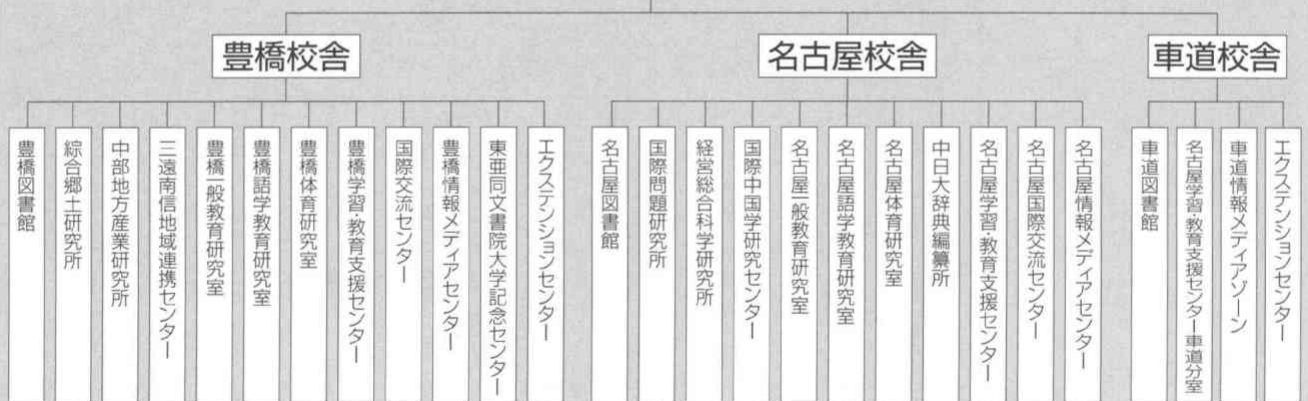 豊橋校舎
豊橋図書館
綜合郷土研究所
中部地方産業研究所
三遠南信地域連携センター
豊橋一般教育研究室
豊橋語学教育研究室
豊橋体育研究室
豊橋学習・教育支援センター
国際交流センター
豊橋情報メディアセンター
東亜同文書院大学記念センター
エクステンションセンター
名古屋校舎
名古屋図書館
国際問題研究所
経営総合科学研究所
国際中国学研究センター
名古屋一般教育研究室
名古屋語学教育研究室
名古屋体育研究室
中日大辞典編纂所
名古屋学習・教育支援センター
名古屋国際交流センター
名古屋情報メディアセンター
車道校舎
車道図書館
名古屋学習・教育支援センター車道分室
車道情報メディアゾーン
エクステンションセンター